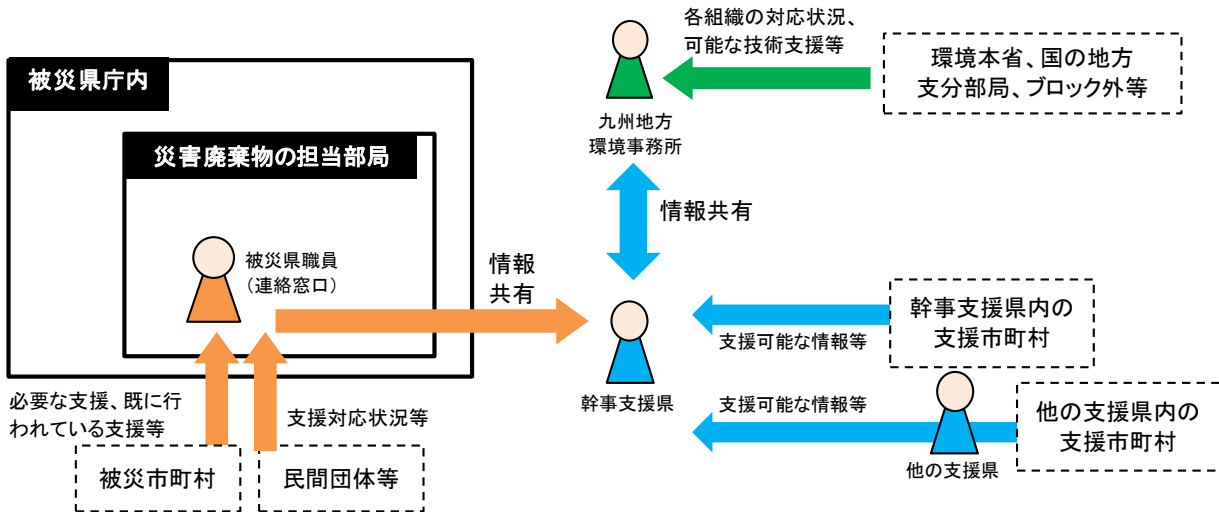 各組織の対応状況、
可能な技術支援等
環境本省、国の地方
支分部局、ブロック外等
被災県庁内
九州地方
環境事務所
災害廃棄物の担当部局
情報共有
被災県職員
（連絡窓口）
情報
共有
幹事支援県内の
支援市町村
支援可能な情報等
幹事支援県
必要な支援、既に行
われている支援等
支援対応状況等
支援可能な情報等
他の支援県内の
支援市町村
他の支援県
被災市町村
民間団体等